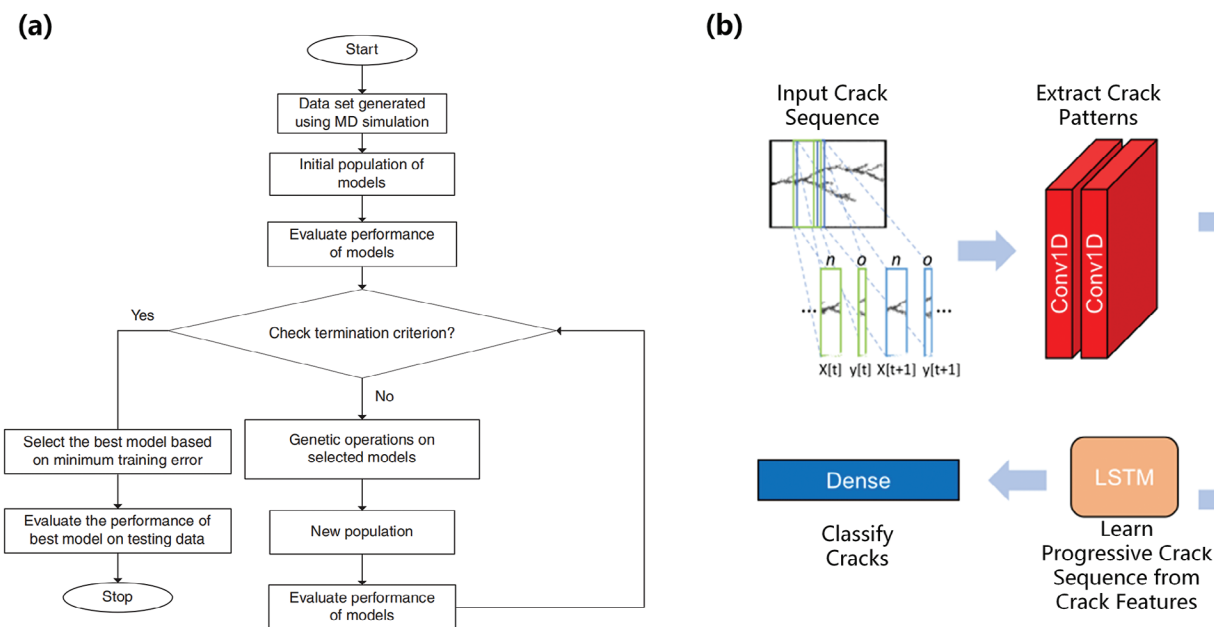 (a)
Start
Data set generated
using MD simulation
Initial population of
models
Evaluate performance
of models
Check termination criterion?
Yes
No
Select the best model based
on minimum training error
Evaluate the performance of
best model on testing data
Stop
Genetic operations on
selected models
New population
Evaluate performance
of models
(b)
Input Crack
Sequence
n o n o
... ...
X[t] y[t] X[t+1] y[t+1]
Extract Crack
Patterns
Conv1D
Conv1D
LSTM
Learn
Progressive Crack
Sequence from
Crack Features
Dense
Classify
Cracks